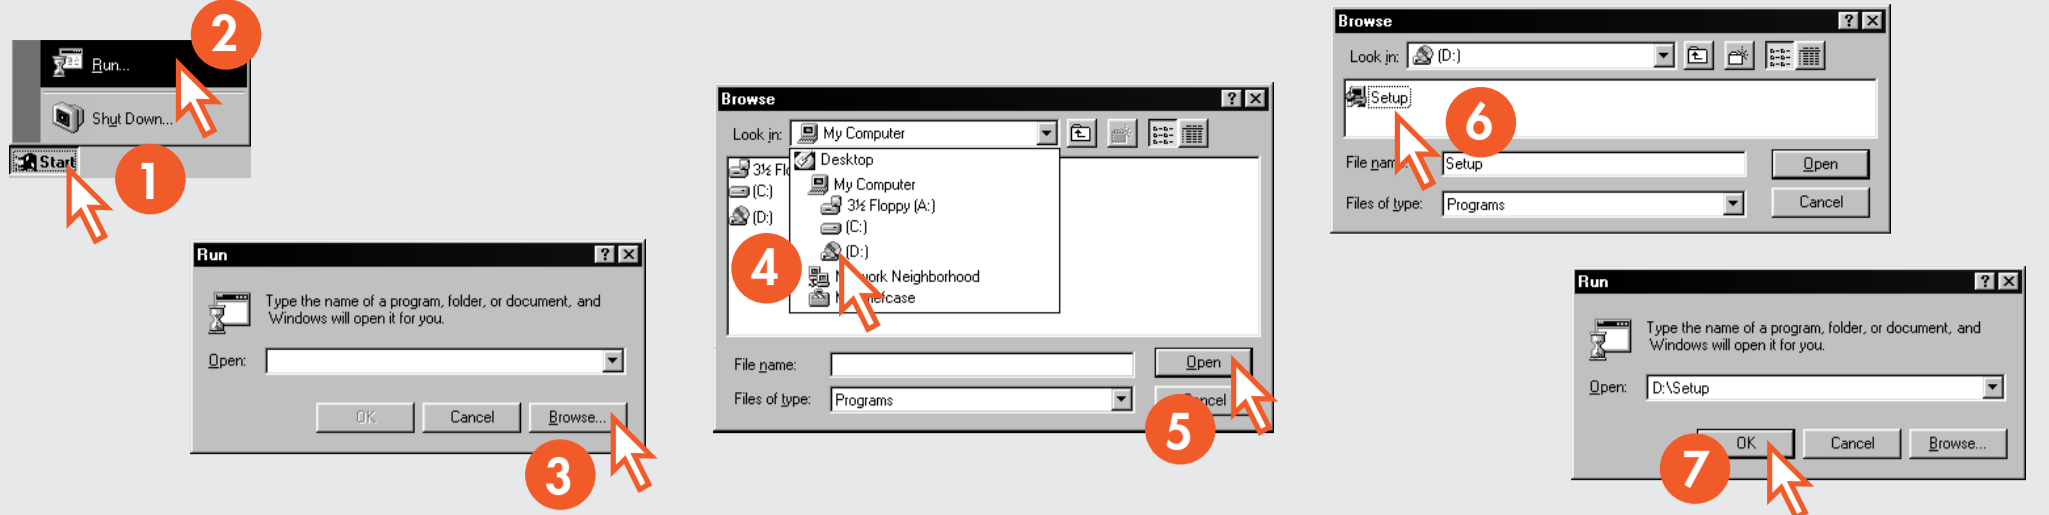 2
Run...
Shut Down...
Start
1
Run
Type the name of a program, folder, or document, and
Windows will open it for you.
Open:
OK
Cancel
Browse...
3
Browse
Look in:
My Computer
3½
(C:)
(D:)
Desktop
My Computer
3½ Floppy (A:)
(C:)
(D:)
Neighborhood
4
File name:
Open
Files of type:
Programs
5
Browse
Look in:
(D:)
Setup
6
File
Setup
Open
Files of type:
Programs
Cancel
Run
Type the name of a program, folder, or document, and
Windows will open it for you.
Open:
D:\Setup
OK
Cancel
Browse...
7